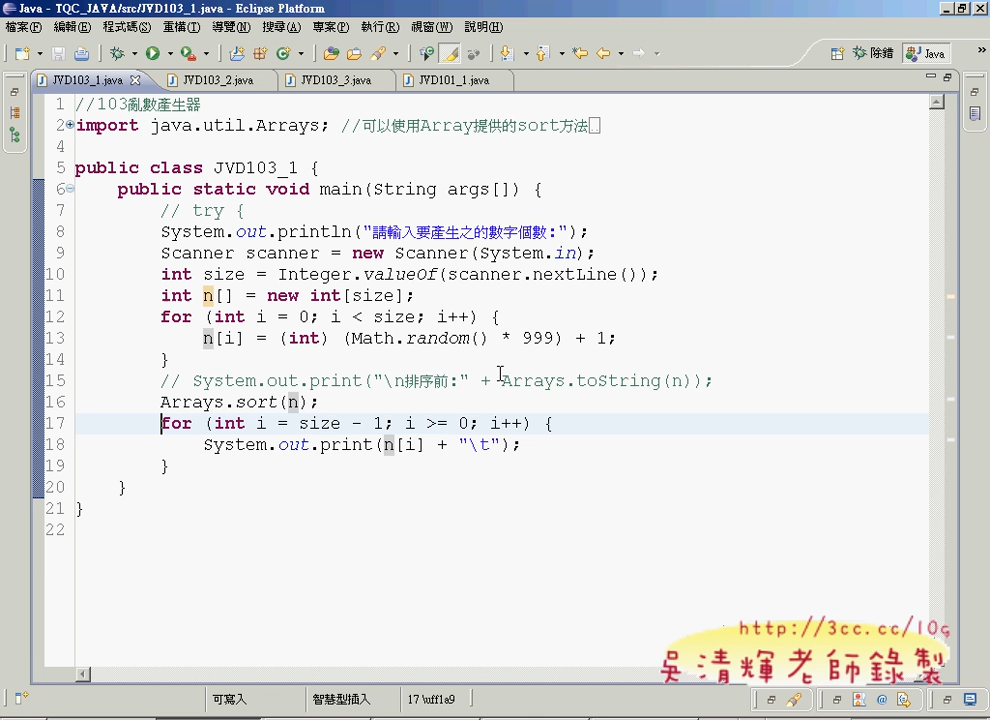 Java - TQC_JAVA/src/JVD103_1.java - Eclipse Platform
檔案(F) 編輯(E) 程式碼(S) 重構(T) 導覽(N) 搜尋(A) 專案(P) 執行(R) 視窗(W) 說明(H)
除錯 Java
JVD103_1.java JVD103_2.java JVD103_3.java JVD101_1.java
1 //103亂數產生器
2 import java.util.Arrays; //可以使用Array提供的sort方法
4
5 public class JVD103_1 {
6 public static void main(String args[]) {
7 // try {
8 System.out.println("請輸入要產生之的數字個數:");
9 Scanner scanner = new Scanner(System.in);
10 int size = Integer.valueOf(scanner.nextLine());
11 int n[] = new int[size];
12 for (int i = 0; i < size; i++) {
13 n[i] = (int) (Math.random() * 999) + 1;
14 }
15 // System.out.print("\n排序前:" + Arrays.toString(n));
16 Arrays.sort(n);
17 for (int i = size - 1; i >= 0; i++) {
18 System.out.print(n[i] + "\t");
19 }
20 }
21 }
22
http://3cc.cc/10g
吳清輝老師錄製
可寫入 智慧型插入 17 \uff1a9